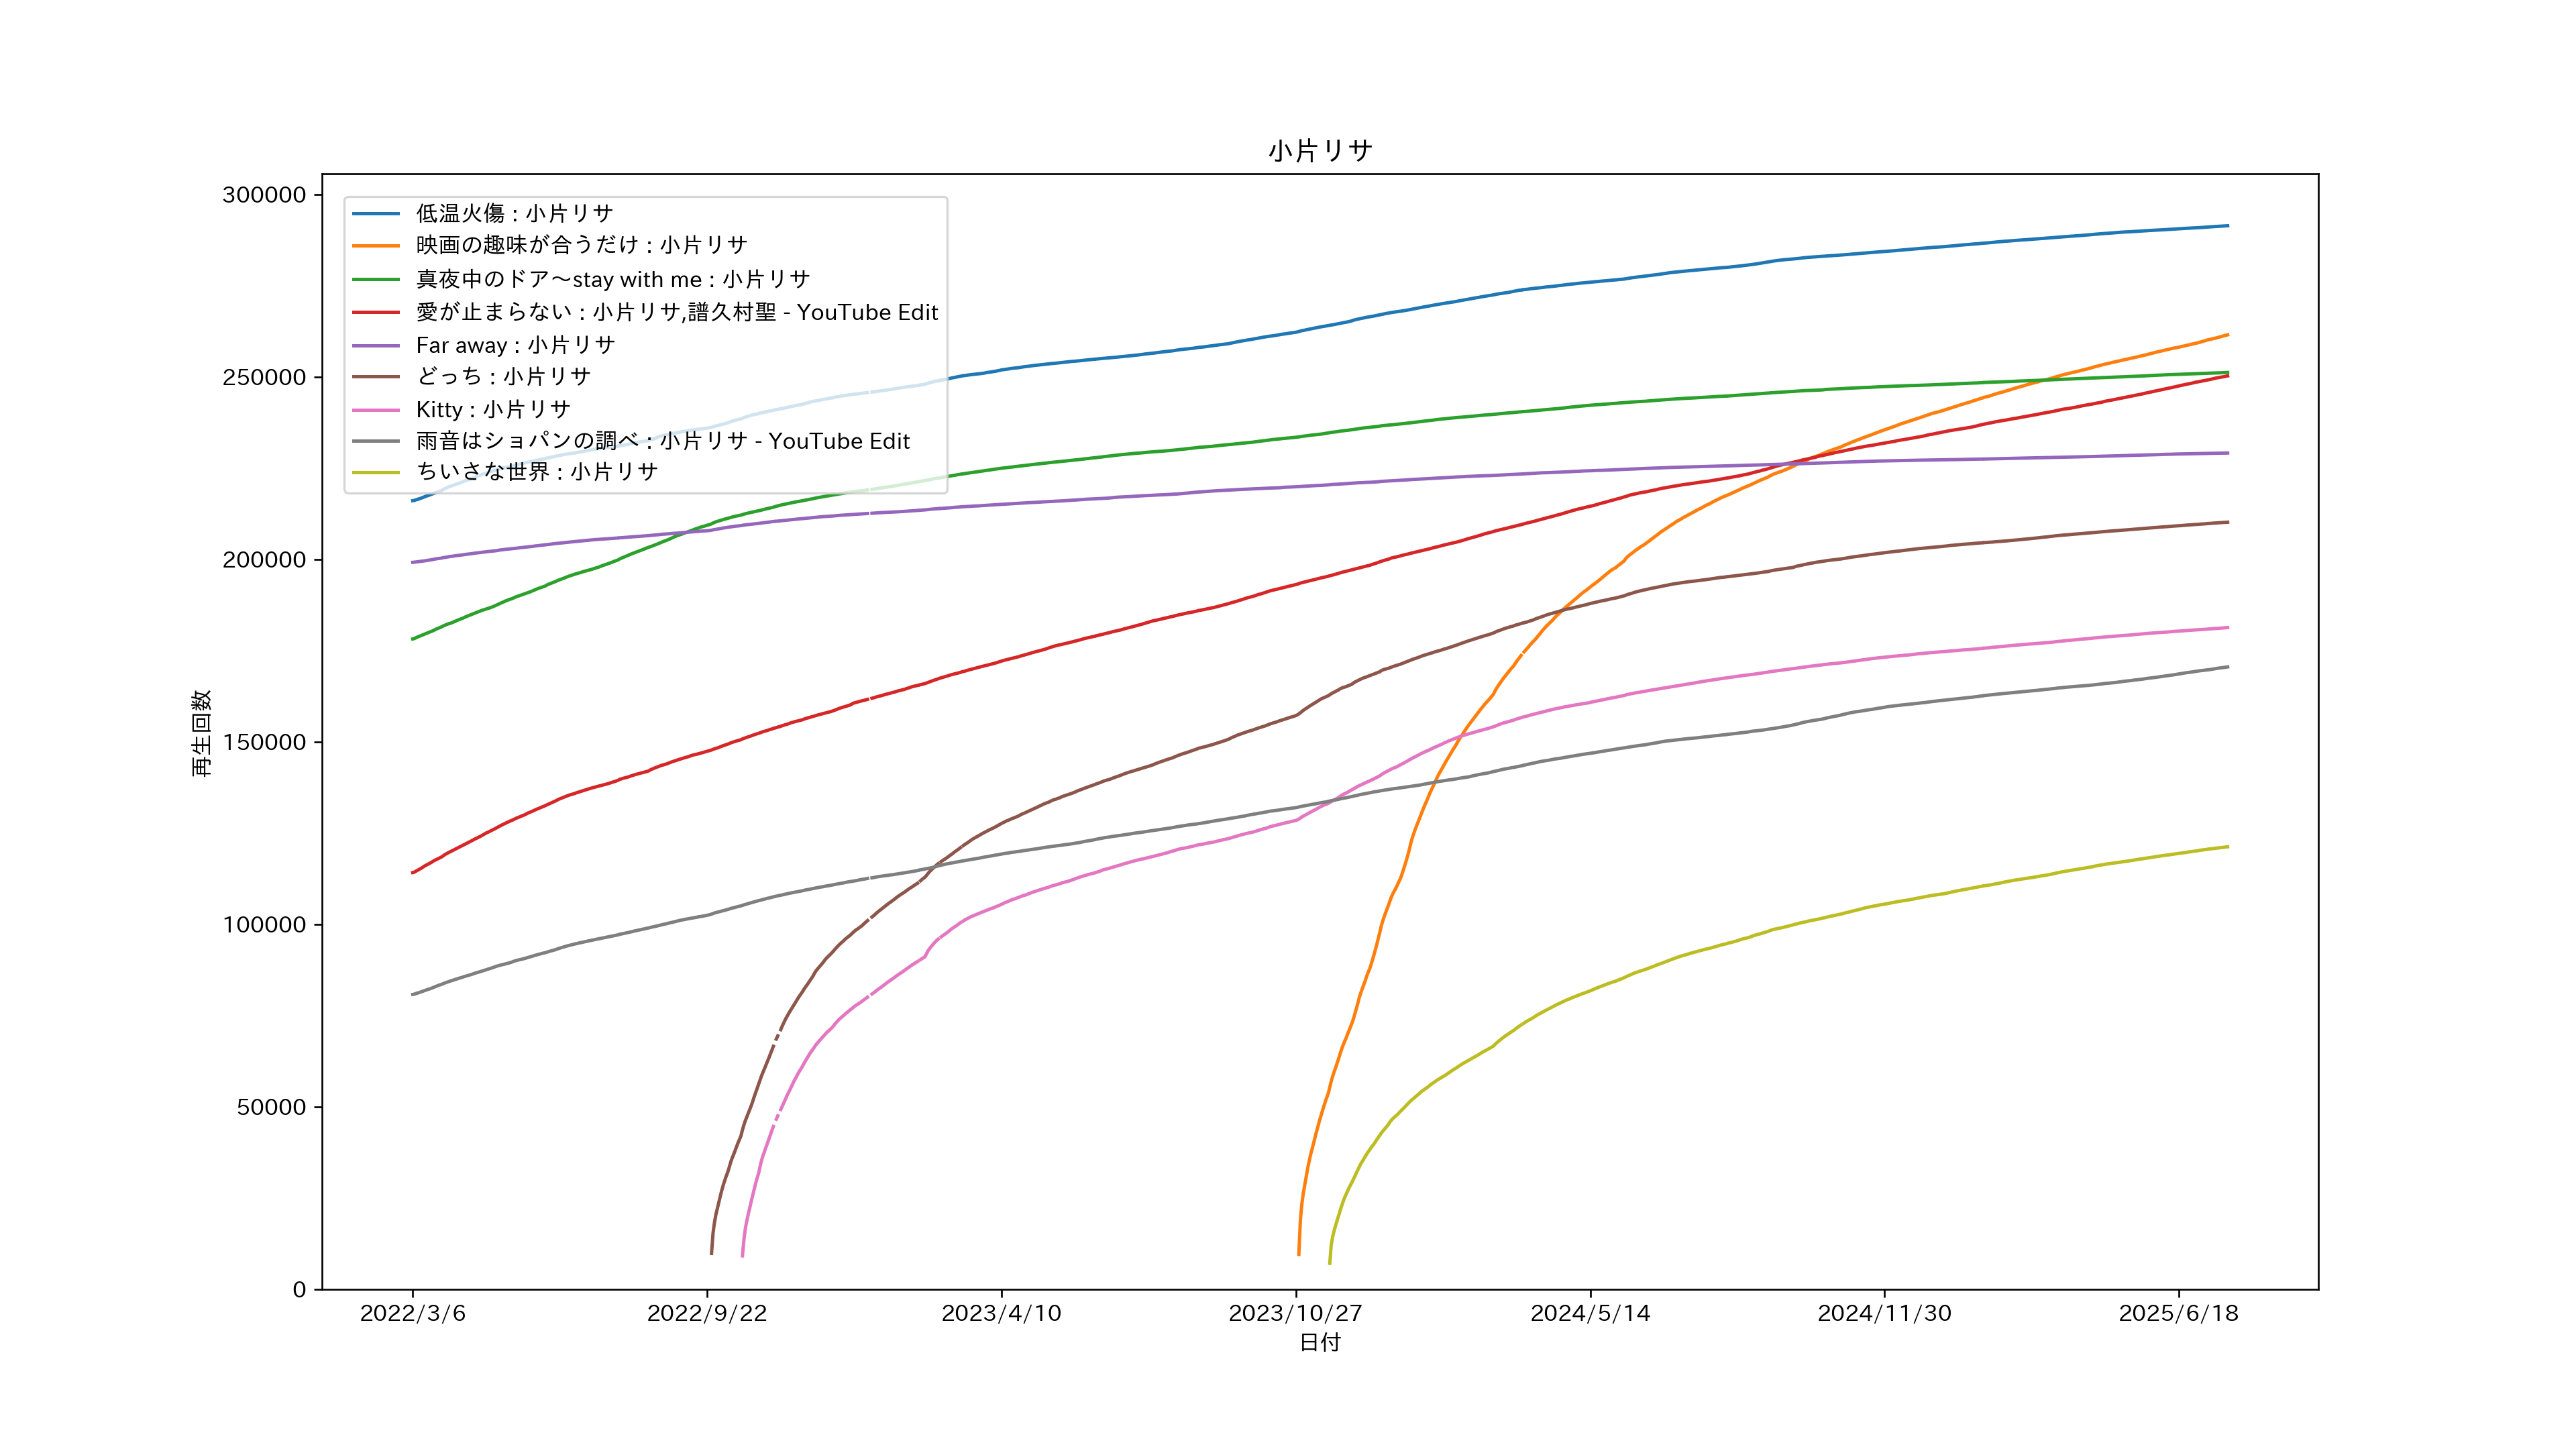 小片リサ
300000
250000
200000
150000
100000
50000
0
再生回数
低温火傷 : 小片リサ
映画の趣味が合うだけ : 小片リサ
真夜中のドア～stay with me : 小片リサ
愛が止まらない : 小片リサ,譜久村聖 - YouTube Edit
Far away : 小片リサ
どっち : 小片リサ
Kitty : 小片リサ
雨音はショパンの調べ : 小片リサ - YouTube Edit
ちいさな世界 : 小片リサ
2022/3/6
2022/9/22
2023/4/10
2023/10/27
2024/5/14
2024/11/30
2025/6/18
日付